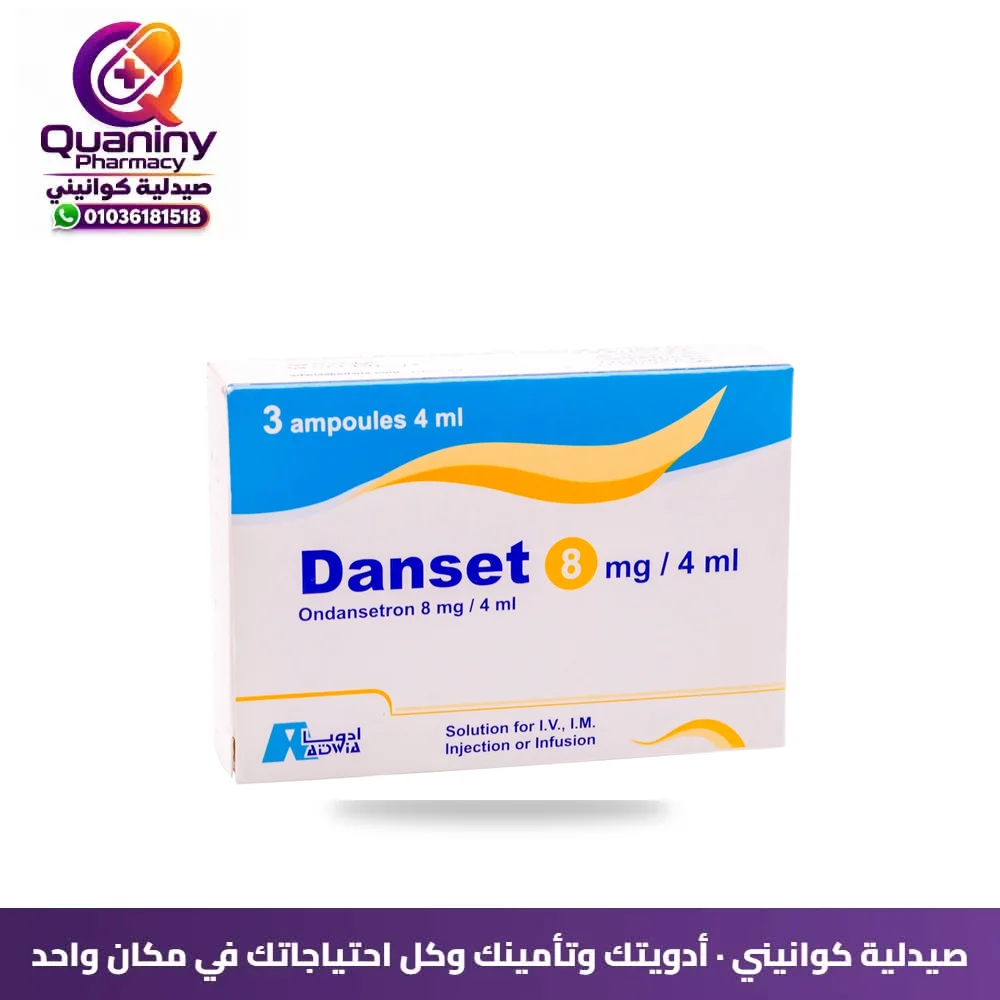 Quaniny
Pharmacy
صيدلية كوانيني
01036181518
3 ampoules 4 ml
Danset 8 mg / 4 ml
Ondansetron 8 mg / 4 ml
ادويا
ADWIA
Solution for I.V., I.M.
Injection or Infusion
صيدلية كوانيني · أدويتك وتأمينك وكل احتياجاتك في مكان واحد